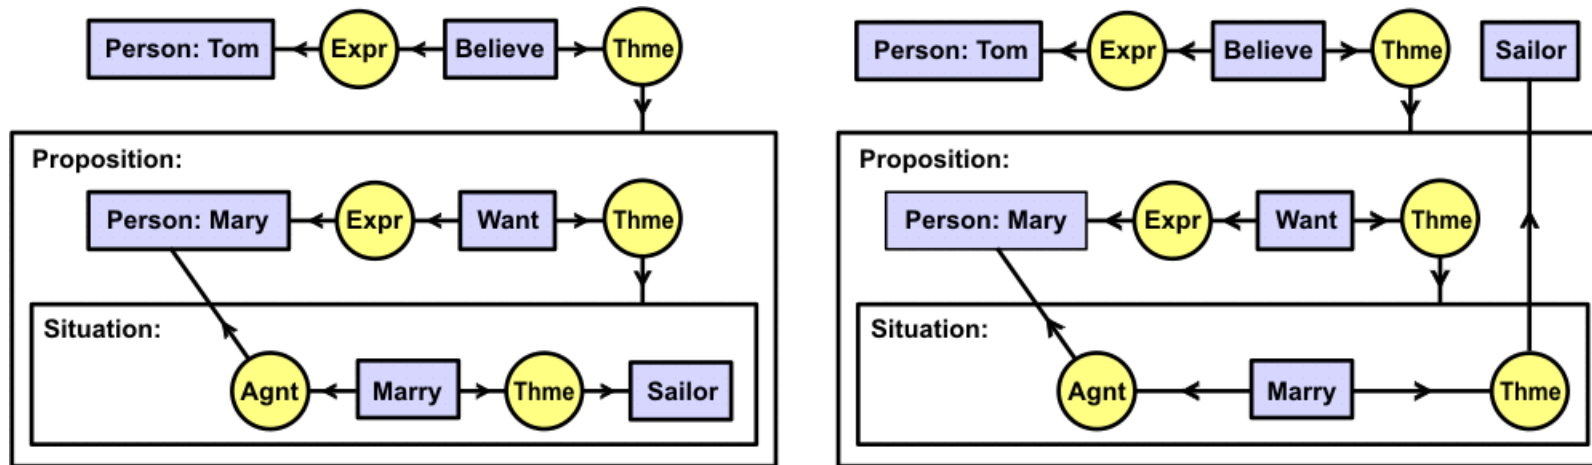 Person: Tom Expr Believe Thme
Proposition:
Person: Mary Expr Want Thme
Situation:
Agnt Marry Thme Sailor
Person: Tom Expr Believe Thme Sailor
Proposition:
Person: Mary Expr Want Thme
Situation:
Agnt Marry Thme